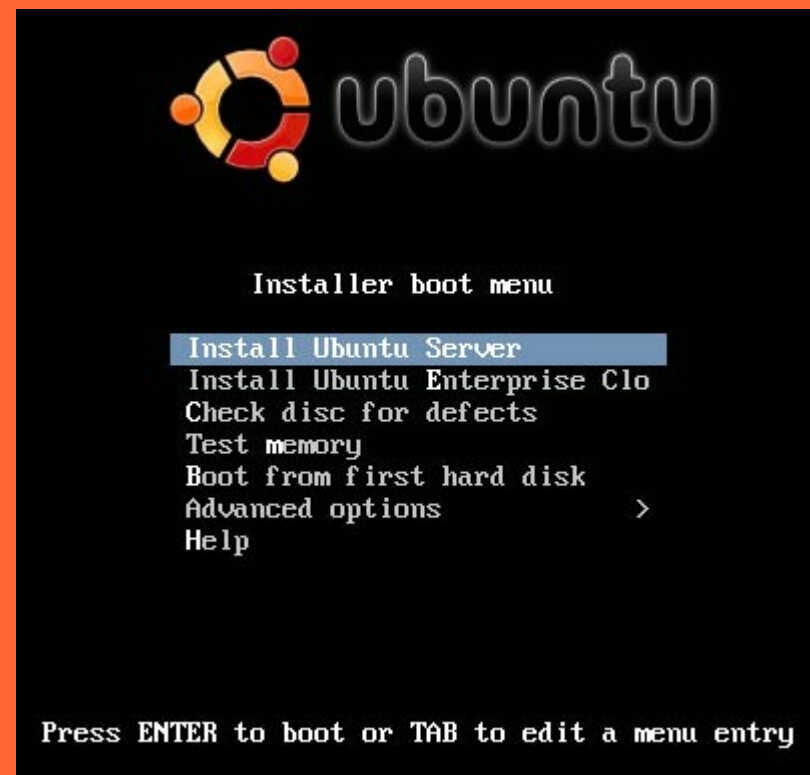 ubuntu
Installer boot menu
Install Ubuntu Server
Install Ubuntu Enterprise Clo
Check disc for defects
Test memory
Boot from first hard disk
Advanced options >
Help
Press ENTER to boot or TAB to edit a menu entry